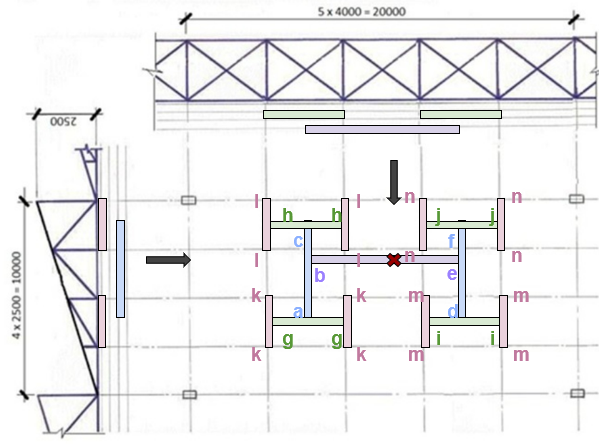 5 x 4000 = 20000
2500
l l n n
h h j j
c f
l l n n
b e
4 x 2500 = 10000
k k m m
a d
g g i i
k k m m